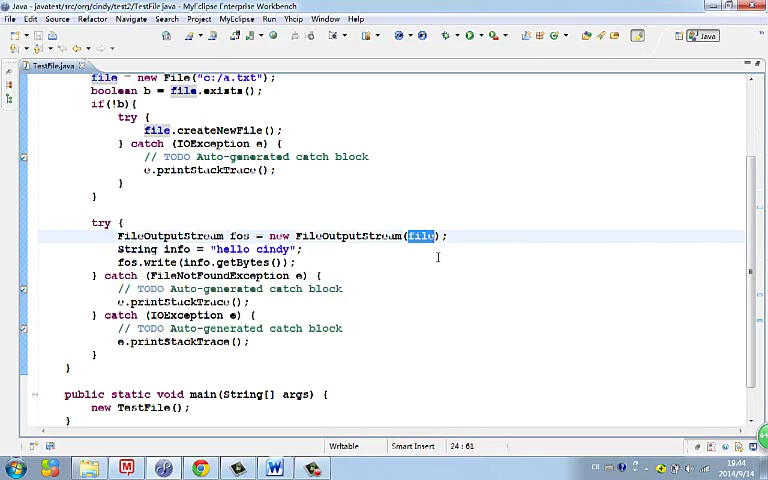 Java - javatest/src/org/cindy/test2/TestFile.java - MyEclipse Enterprise Workbench
File Edit Source Refactor Navigate Search Project MyEclipse Run Yhcip Window Help
Java
TestFile.java
file = new File("c:/a.txt");
boolean b = file.exists();
if(!b){
try {
file.createNewFile();
} catch (IOException e) {
// TODO Auto-generated catch block
e.printStackTrace();
}
}
try {
FileOutputStream fos = new FileOutputStream(file);
String info = "hello cindy";
fos.write(info.getBytes());
} catch (FileNotFoundException e) {
// TODO Auto-generated catch block
e.printStackTrace();
} catch (IOException e) {
// TODO Auto-generated catch block
e.printStackTrace();
}
}
public static void main(String[] args) {
new TestFile();
}
Writable Smart Insert 24 : 61
CH
19:44
2014/9/14